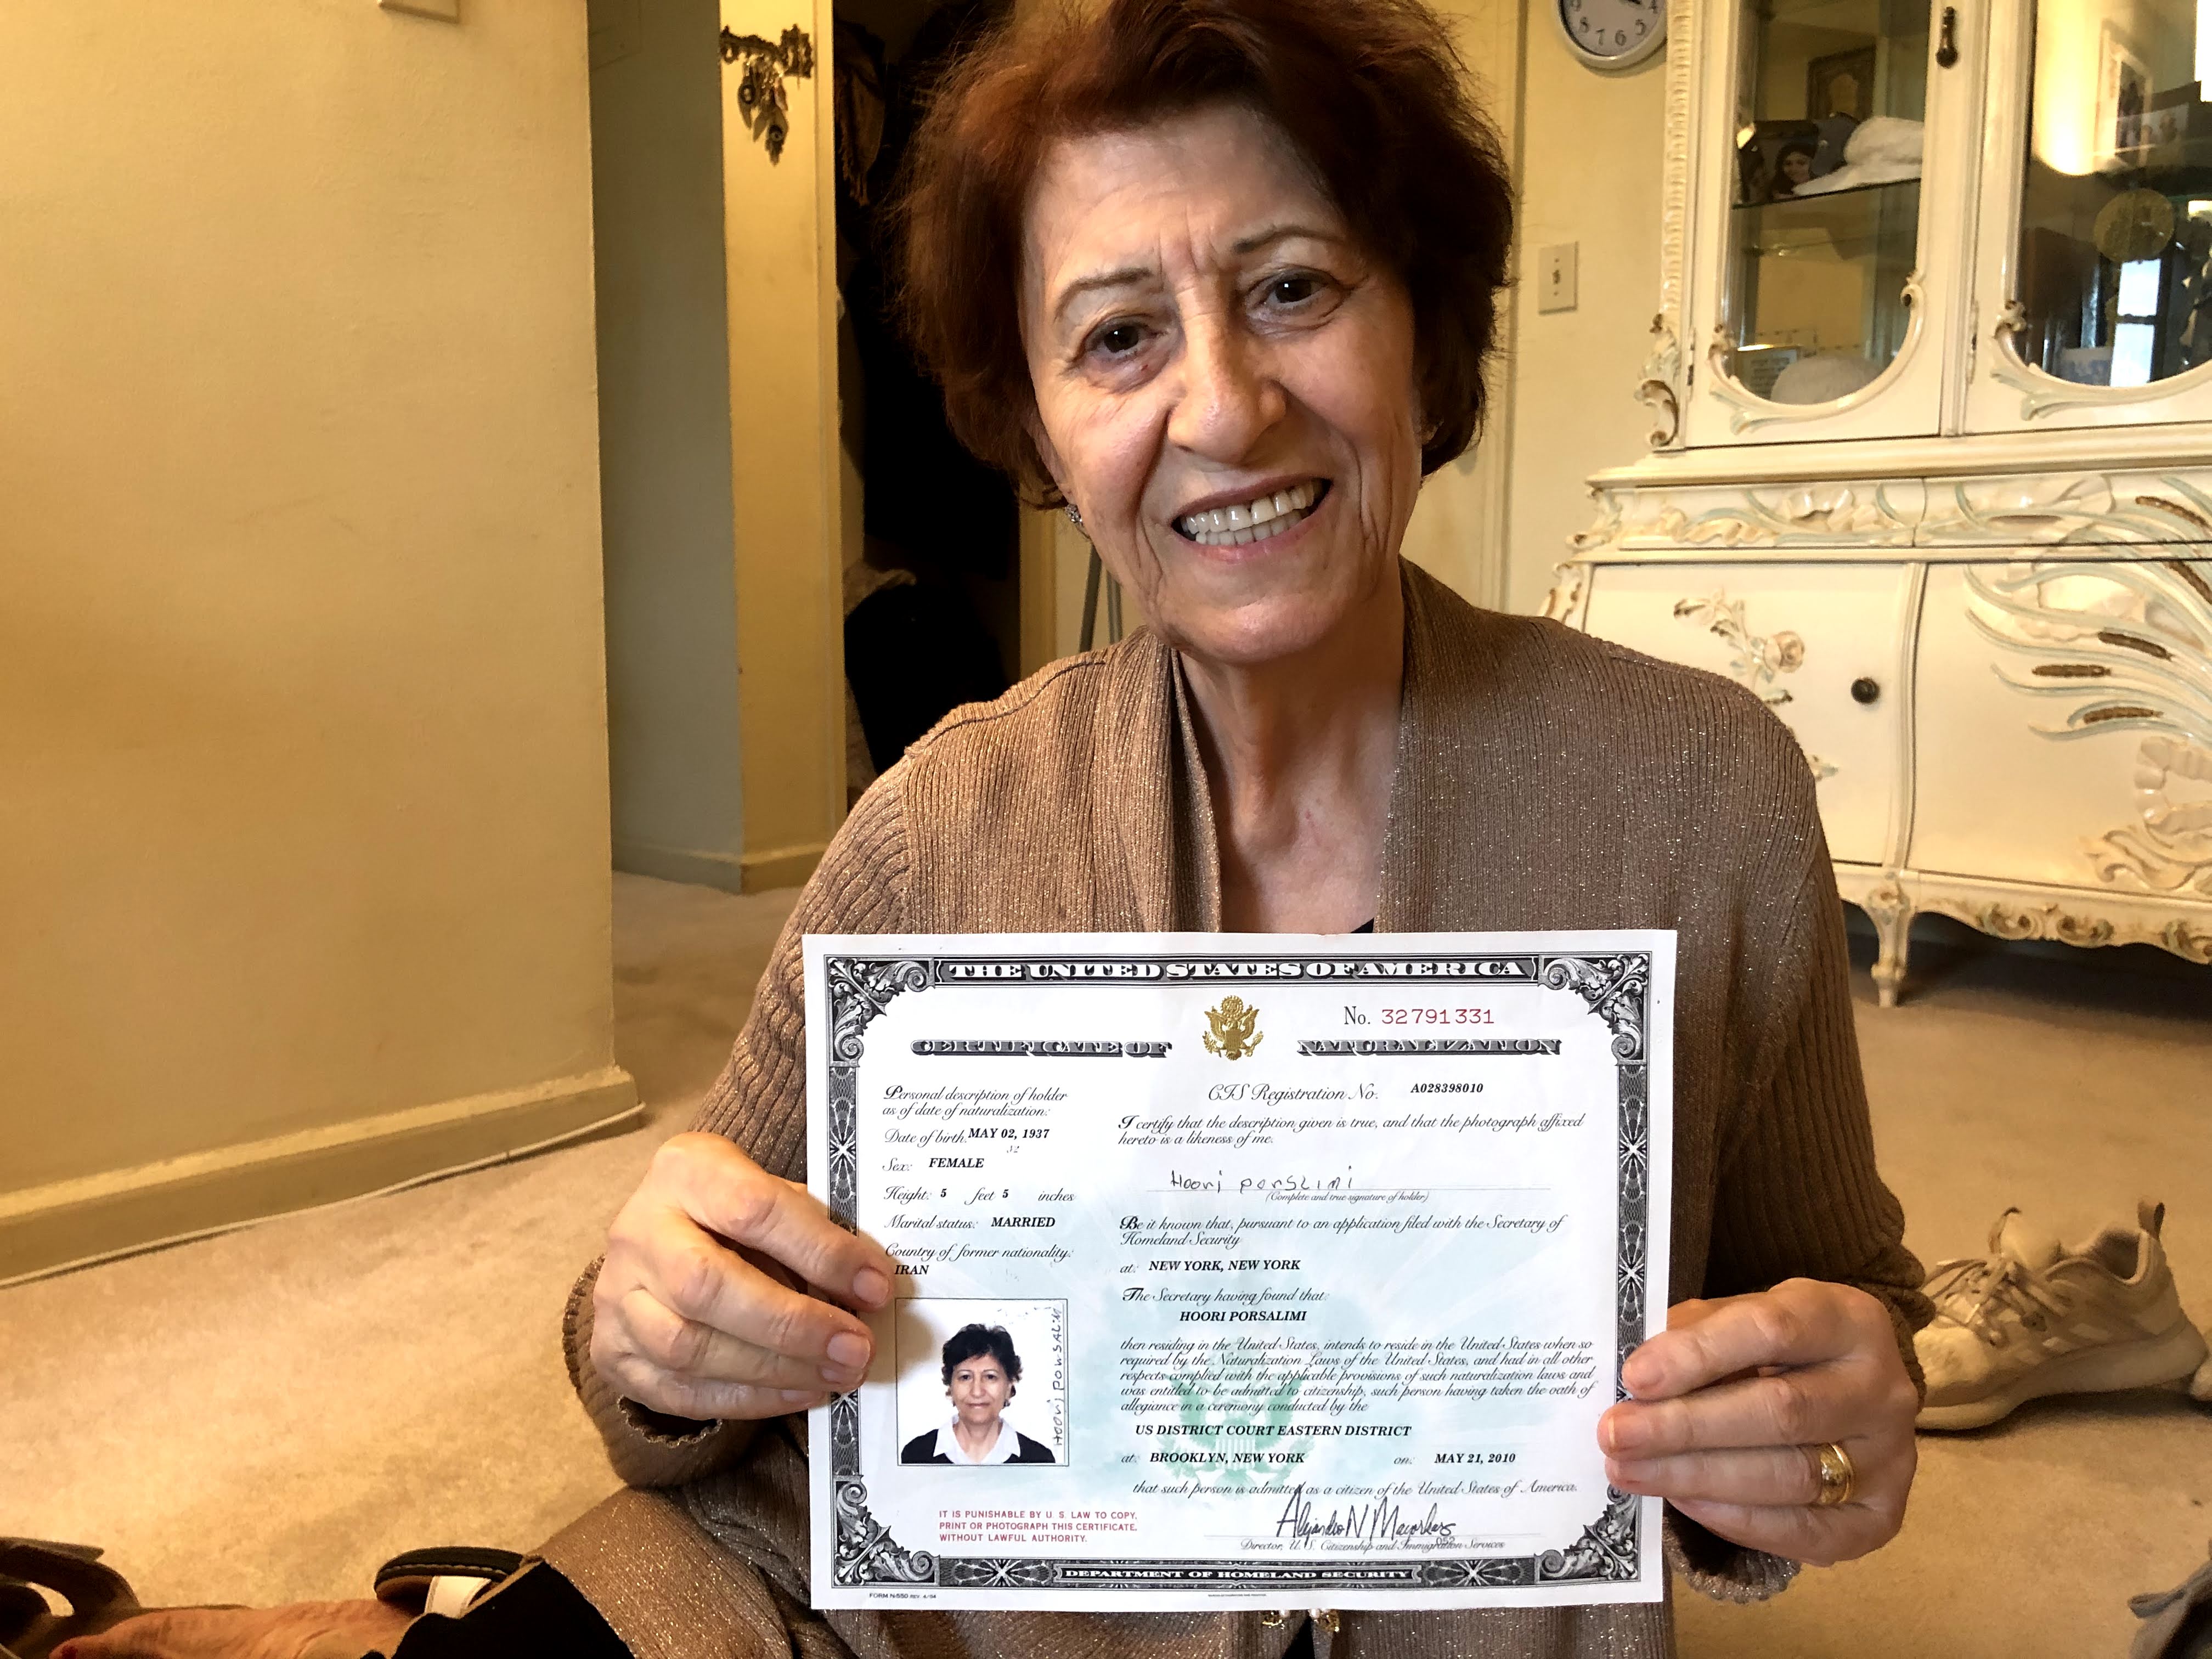 8 7 6 5 4
THE UNITED STATES OF AMERICA
No. 32791331
CERTIFICATE OF NATURALIZATION
Personal description of holder
as of date of naturalization:
Date of birth: MAY 02, 1937
Sex: FEMALE
Height: 5 feet 5 inches
Marital status: MARRIED
Country of former nationality:
IRAN
Hoori PorSalimi
IT IS PUNISHABLE BY U. S. LAW TO COPY,
PRINT OR PHOTOGRAPH THIS CERTIFICATE,
WITHOUT LAWFUL AUTHORITY.
CIS Registration No. A028398010
I certify that the description given is true, and that the photograph affixed
hereto is a likeness of me.
Hoori PorSLimi
(Complete and true signature of holder)
Be it known that, pursuant to an application filed with the Secretary of
Homeland Security
at: NEW YORK, NEW YORK
The Secretary having found that:
HOORI PORSALIMI
then residing in the United States, intends to reside in the United States when so
required by the Naturalization Laws of the United States, and had in all other
respects complied with the applicable provisions of such naturalization laws and
was entitled to be admitted to citizenship, such person having taken the oath of
allegiance in a ceremony conducted by the
US DISTRICT COURT EASTERN DISTRICT
at: BROOKLYN, NEW YORK on: MAY 21, 2010
that such person is admitted as a citizen of the United States of America.
Alejandro N Mayorkas
Director, U. S. Citizenship and Immigration Services
DEPARTMENT OF HOMELAND SECURITY
FORM N-550 REV. 6/94